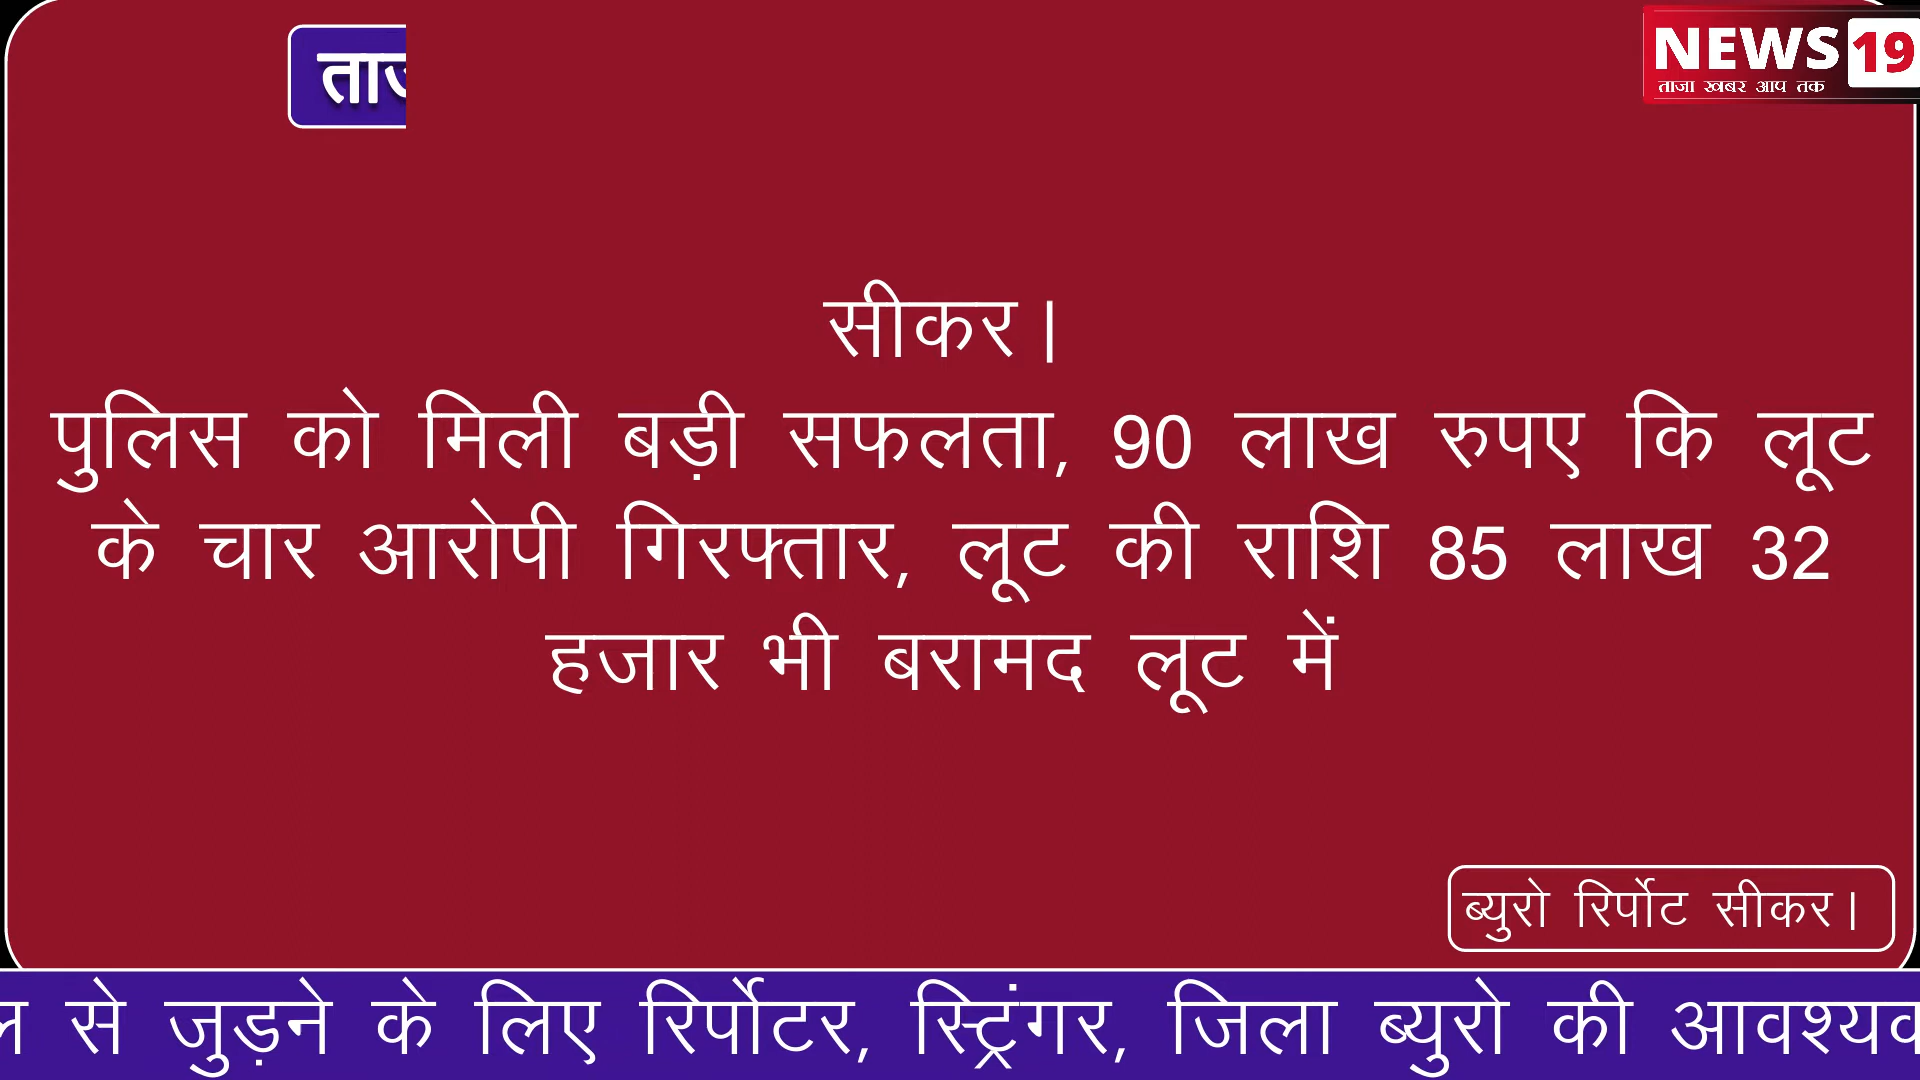 NEWS 19
ताजा खबर आप तक
सीकर।
पुलिस को मिली बड़ी सफलता, 90 लाख रुपए कि लूट
के चार आरोपी गिरफ्तार, लूट की राशि 85 लाख 32
हजार भी बरामद लूट में
ब्युरो रिर्पोट सीकर।
से जुड़ने के लिए रिर्पोटर, स्ट्रिंगर, जिला ब्युरो की